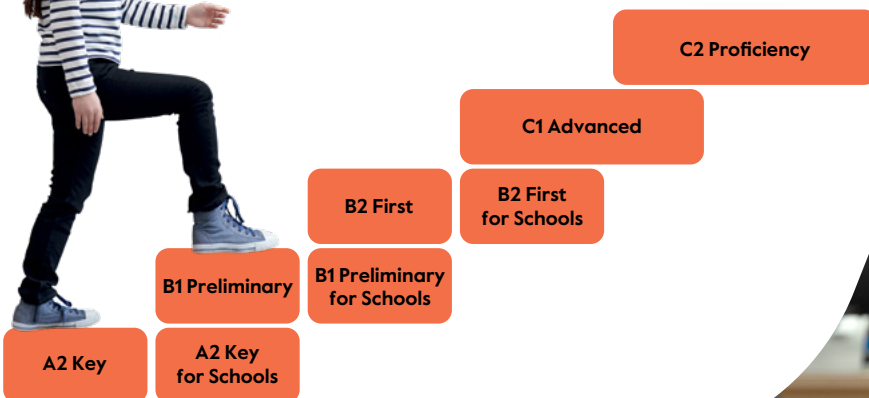 C2 Proficiency
C1 Advanced
B2 First
B2 First
for Schools
B1 Preliminary
B1 Preliminary
for Schools
A2 Key
A2 Key
for Schools